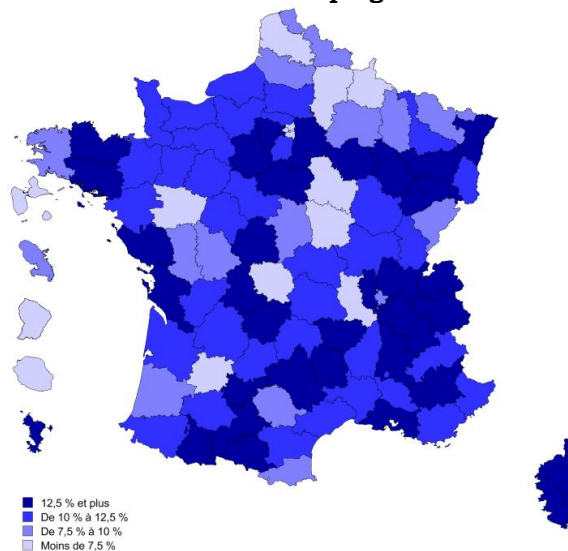 12,5 % et plus
De 10 % à 12,5 %
De 7,5 % à 10 %
Moins de 7,5 %